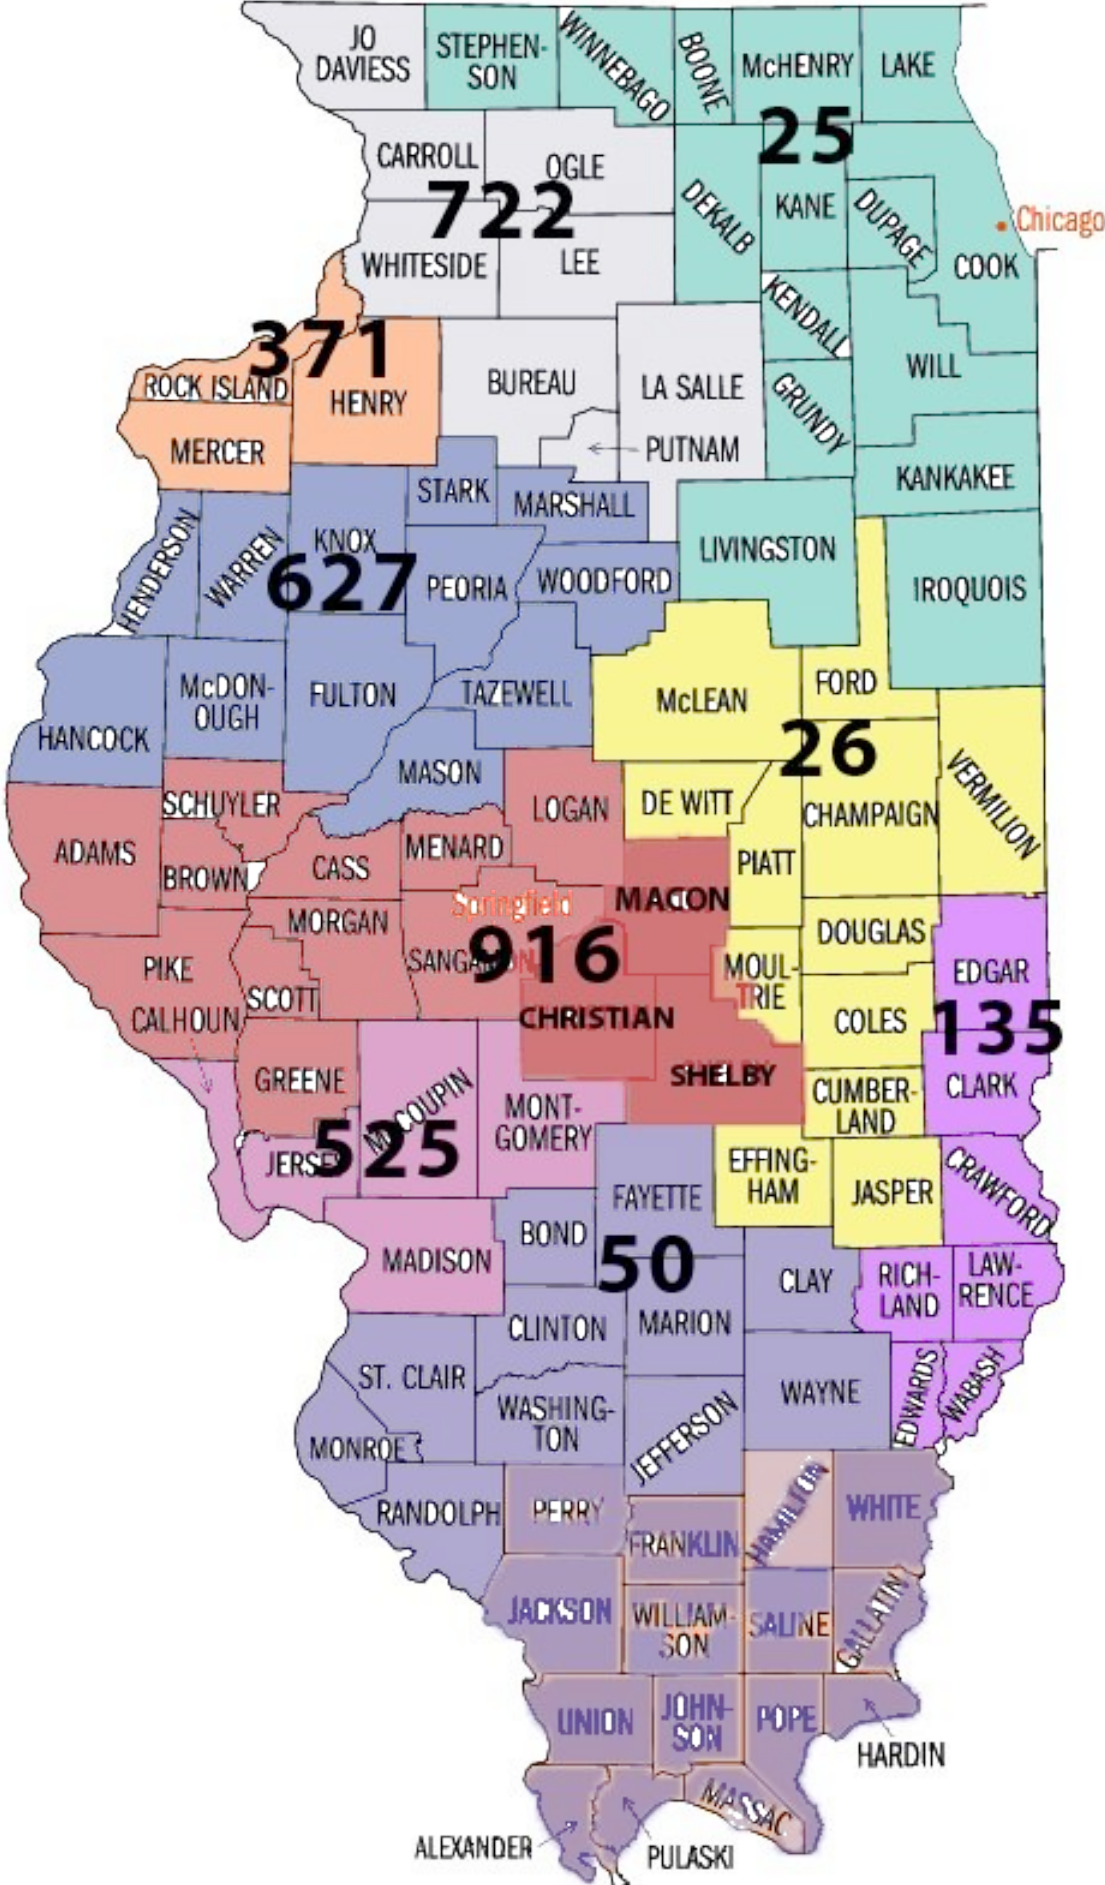 JO
DAVIESS
STEPHEN-
SON
WINNEBAGO
BOONE
McHENRY
LAKE
25
CARROLL
OGLE
722
DEKALB
KANE
DUPAGE
Chicago
COOK
WHITESIDE
LEE
KENDALL
371
ROCK ISLAND
HENRY
BUREAU
LA SALLE
GRUNDY
WILL
MERCER
PUTNAM
KANKAKEE
STARK
MARSHALL
HENDERSON
WARREN
KNOX
627
PEORIA
WOODFORD
LIVINGSTON
IROQUOIS
HANCOCK
McDON-
OUGH
FULTON
TAZEWELL
McLEAN
FORD
26
MASON
SCHUYLER
LOGAN
DE WITT
CHAMPAIGN
VERMILION
ADAMS
BROWN
CASS
MENARD
PIATT
MACON
Springfield
MORGAN
916
DOUGLAS
PIKE
SCOTT
MOUL-
TRIE
EDGAR
CALHOUN
CHRISTIAN
COLES
135
GREENE
SHELBY
CUMBER-
LAND
CLARK
MONT-
GOMERY
525
EFFING-
HAM
JASPER
CRAWFORD
FAYETTE
BOND
50
MADISON
CLAY
RICH-
LAND
LAW-
RENCE
CLINTON
MARION
ST. CLAIR
WASHING-
TON
JEFFERSON
WAYNE
EDWARDS
WABASH
MONROE
RANDOLPH
PERRY
FRANKLIN
HAMILTON
WHITE
JACKSON
WILLIAM-
SON
SALINE
GALLATIN
UNION
JOHN-
SON
POPE
HARDIN
MASSAC
ALEXANDER
PULASKI